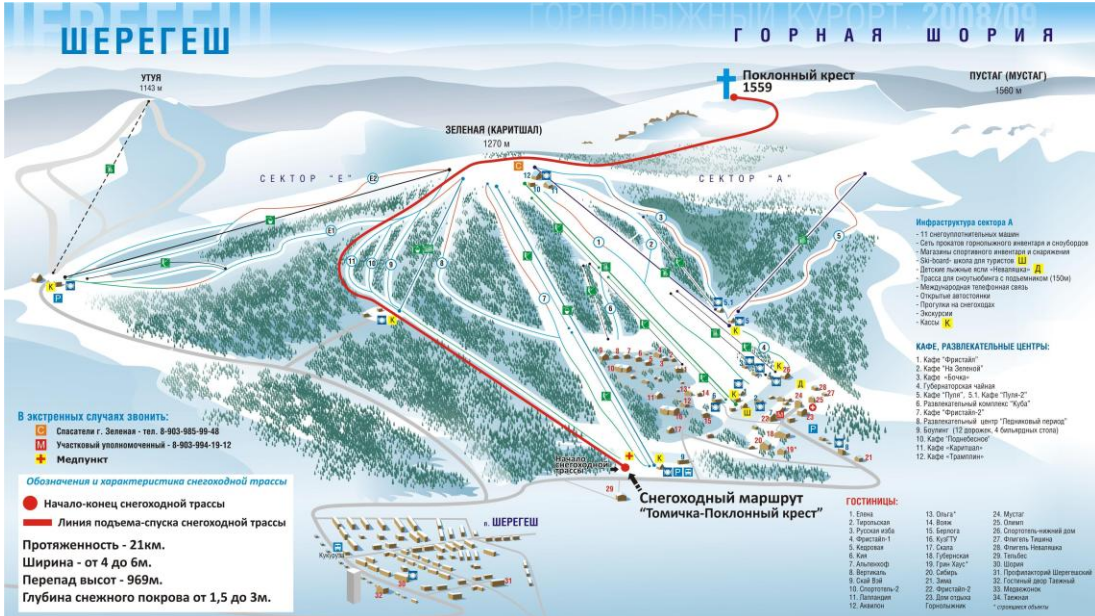 ГОРНОЛЫЖНЫЙ КУРОРТ. 2008/09
ШЕРЕГЕШ
ГОРНАЯ ШОРИЯ
УТУЯ
1143 м
Поклонный крест
1559
ПУСТАГ (МУСТАГ)
1560 м
ЗЕЛЕНАЯ (КАРИТШАЛ)
1270 м
СЕКТОР "Е"
СЕКТОР "А"
Инфраструктура сектора А
- 11 снегоуплотнительных машин
- Сеть прокатов горнолыжного инвентаря и сноубордов
- Магазины спортивного инвентаря и снаряжения
- Ski-board- школа для туристов Ш
- Детские лыжные ясли «Неваляшка» Д
- Трасса для сноутюбинга с подъемником (150м)
- Международная телефонная связь
- Открытые автостоянки
- Прогулки на снегоходах
- Экскурсии
- Кассы К
КАФЕ, РАЗВЛЕКАТЕЛЬНЫЕ ЦЕНТРЫ:
1. Кафе "Фристайл"
2. Кафе "На Зеленой"
3. Кафе «Бочка»
4. Губернаторская чайная
5. Кафе "Пуля", 5.1. Кафе "Пуля-2"
6. Развлекательный комплекс "Куба"
7. Кафе "Фристайл-2"
8. Развлекательный центр "Ледниковый период"
9. Боулинг (12 дорожек, 4 бильярдных стола)
10. Кафе "Поднебесное"
11. Кафе «Каритшал»
12. Кафе «Трамплин»
В экстренных случаях звонить:
С Спасатели г. Зеленая - тел. 8-903-985-99-48
М Участковый уполномоченный - 8-903-994-19-12
Медпункт
Обозначения и характеристика снегоходной трассы
Начало-конец снегоходной трассы
Линия подъема-спуска снегоходной трассы
Протяженность - 21км.
Ширина - от 4 до 6м.
Перепад высот - 969м.
Глубина снежного покрова от 1,5 до 3м.
Начало
снегоходной
трассы
Снегоходный маршрут
"Томичка-Поклонный крест"
п. ШЕРЕГЕШ
Кукуруза
ГОСТИНИЦЫ:
1. Елена
2. Тирольская
3. Русская изба
4. Фристайл-1
5. Кедровая
6. Кия
7. Альпенхоф
8. Вертикаль
9. Скай Вэй
10. Спортотель-2
11. Лапландия
12. Аквилон
13. Ольга*
14. Вояж
15. Берлога
16. КузГТУ
17. Скала
18. Губернская
19. Гран Хаус*
20. Сибирь
21. Зима
22. Фристайл-2
23. Дом отдыха
Горнолыжник
24. Мустаг
25. Олимп
26. Спортотель-нижний дом
27. Флигель Тишина
28. Флигель Неваляшка
29. Тельбес
30. Шория
31. Профилакторий Шерегешский
32. Гостиный двор Таежный
33. Медвежонок
34. Таежная
* строящиеся объекты